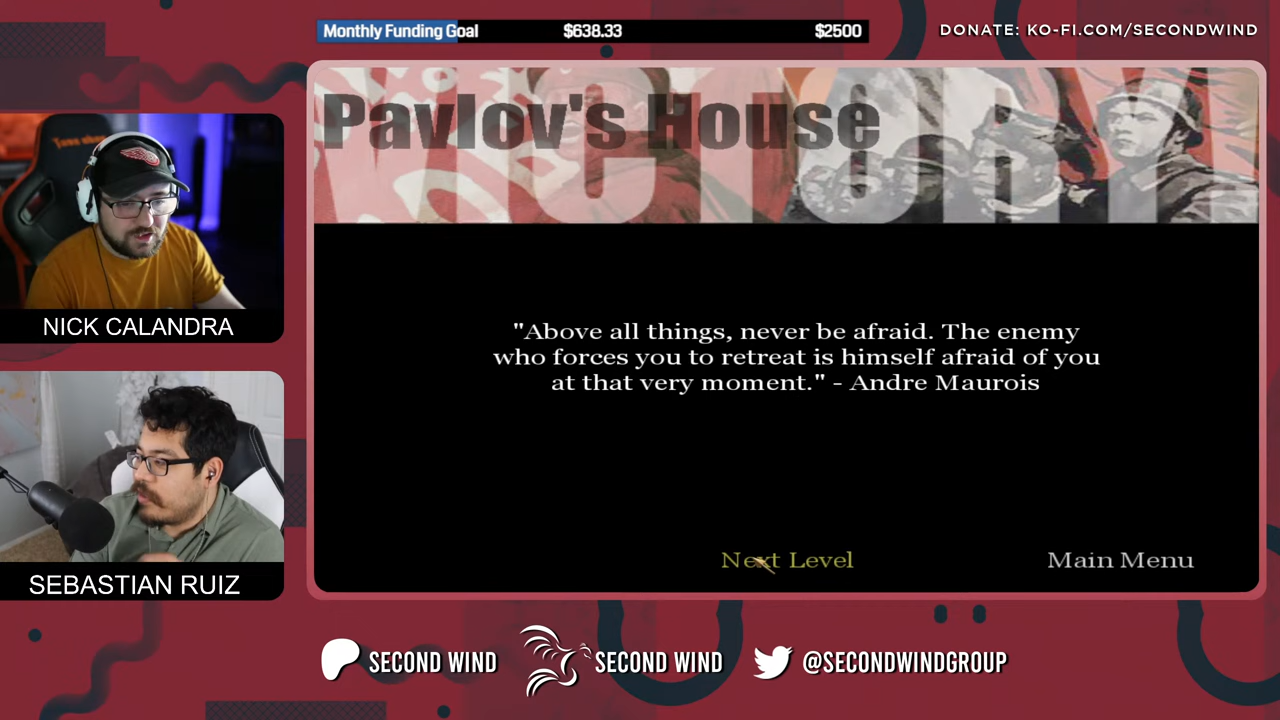 Monthly Funding Goal $638.33 $2500
DONATE: KO-FI.COM/SECONDWIND
Pavlov's House
VICTORY
NICK CALANDRA
"Above all things, never be afraid. The enemy
who forces you to retreat is himself afraid of you
at that very moment." - Andre Maurois
Next Level Main Menu
SEBASTIAN RUIZ
SECOND WIND SECOND WIND @SECONDWINDGROUP